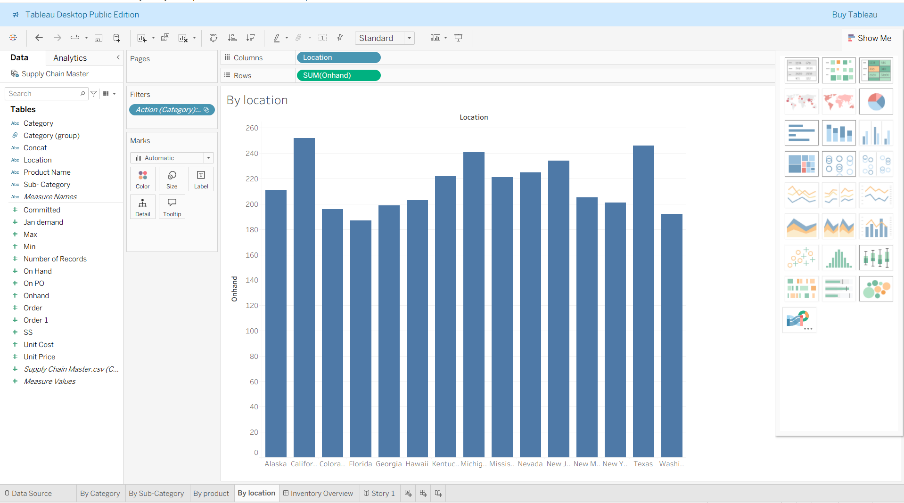 Tableau Desktop Public Edition
Buy Tableau
Standard
Show Me
Data
Analytics
Supply Chain Master
Search
Tables
Abc Category
Category (group)
Abc Concat
Abc Location
Abc Product Name
Abc Sub- Category
Abc Measure Names
Committed
Jan demand
Max
Min
Number of Records
On Hand
On PO
Onhand
Order
Order 1
SS
Unit Cost
Unit Price
Supply Chain Master.csv (C...
Measure Values
Pages
Filters
Action (Category):..
Marks
Automatic
Color
Size
Label
Detail
Tooltip
Columns
Location
Rows
SUM(Onhand)
By location
Location
Onhand
260
240
220
200
180
160
140
120
100
80
60
40
20
0
Alaska
Califor..
Colora..
Florida
Georgia
Hawaii
Kentuc..
Michig..
Missis..
Nevada
New J..
New M..
New Y..
Texas
Washi..
Data Source
By Category
By Sub-Category
By product
By location
Inventory Overview
Story 1